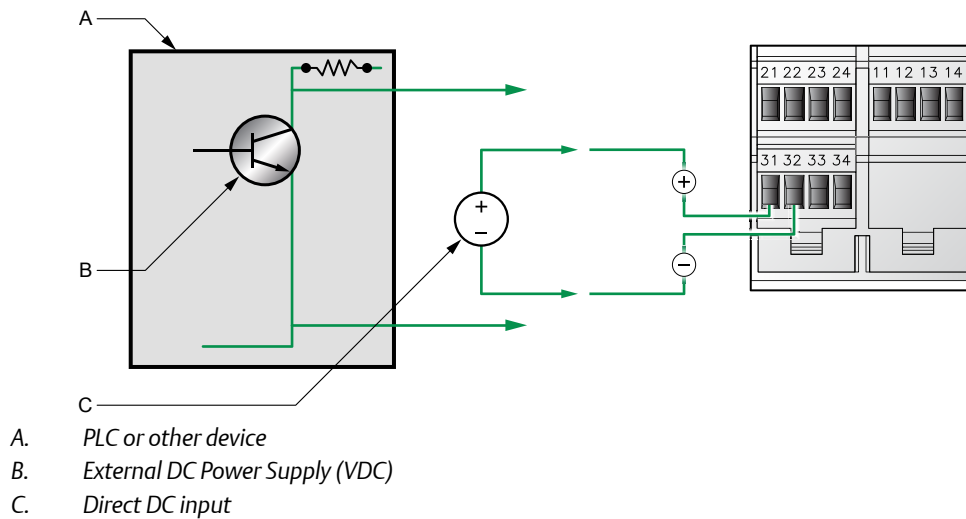 A
21 22 23 24 11 12 13 14
31 32 33 34
+
+
−
B
−
C
A. PLC or other device
B. External DC Power Supply (VDC)
C. Direct DC input